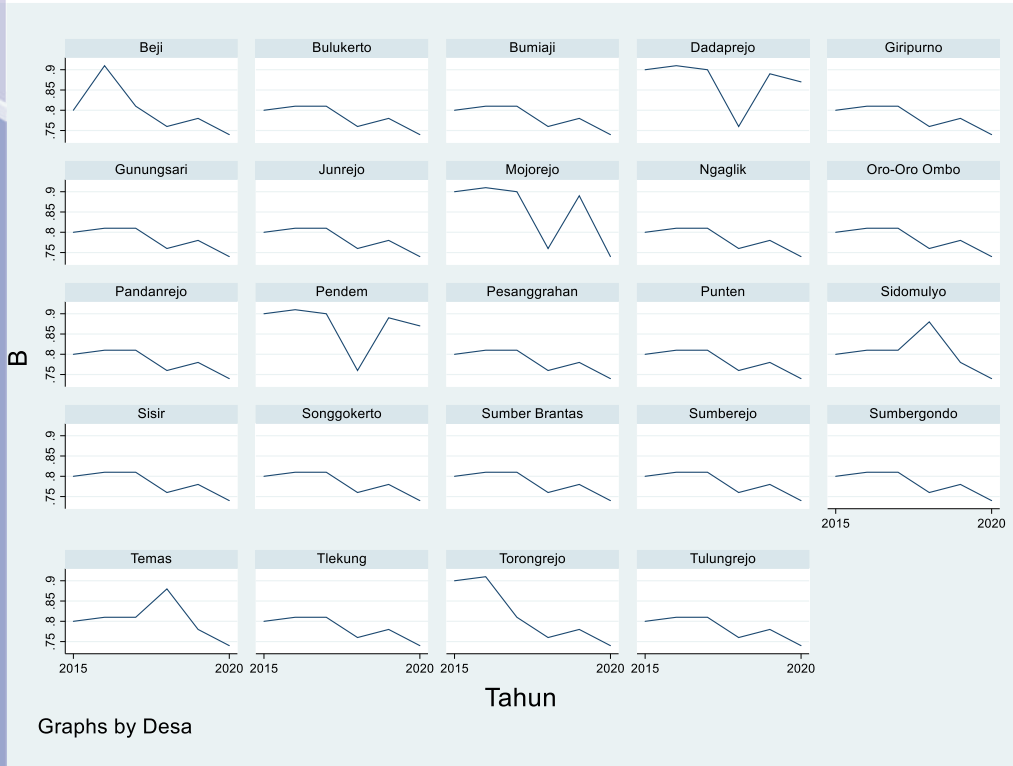 Beji Bulukerto Bumiaji Dadaprejo Giripurno
.75 .8 .85 .9
Gunungsari Junrejo Mojorejo Ngaglik Oro-Oro Ombo
.75 .8 .85 .9
Pandanrejo Pendem Pesanggrahan Punten Sidomulyo
.75 .8 .85 .9
B
Sisir Songgokerto Sumber Brantas Sumberejo Sumbergondo
.75 .8 .85 .9
2015 2020
Temas Tlekung Torongrejo Tulungrejo
.75 .8 .85 .9
2015 2020 2015 2020 2015 2020 2015 2020
Tahun
Graphs by Desa